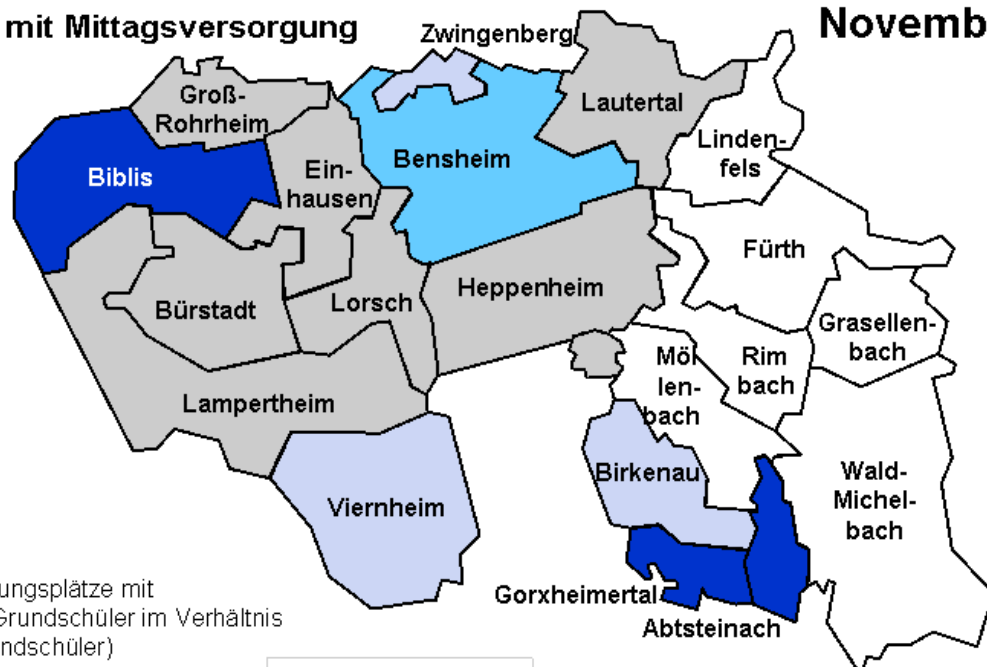 mit Mittagsversorgung
Novemb
Zwingenberg
Groß-
Rohrheim
Lautertal
Linden-
fels
Bensheim
Biblis
Ein-
hausen
Fürth
Heppenheim
Lorsch
Bürstadt
Grasellen-
bach
Möl
len-
bach
Rim
bach
Lampertheim
Birkenau
Wald-
Michel-
bach
Viernheim
Gorxheimertal
Abtsteinach
ungsplätze mit
Grundschüler im Verhältnis
ndschüler)